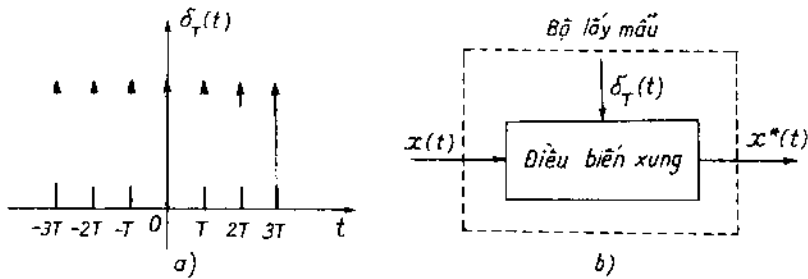 δ_T(t)
-3T -2T -T 0 T 2T 3T t
a)
Bộ lấy mẫu
δ_T(t)
x(t)
Điều biến xung
x*(t)
b)